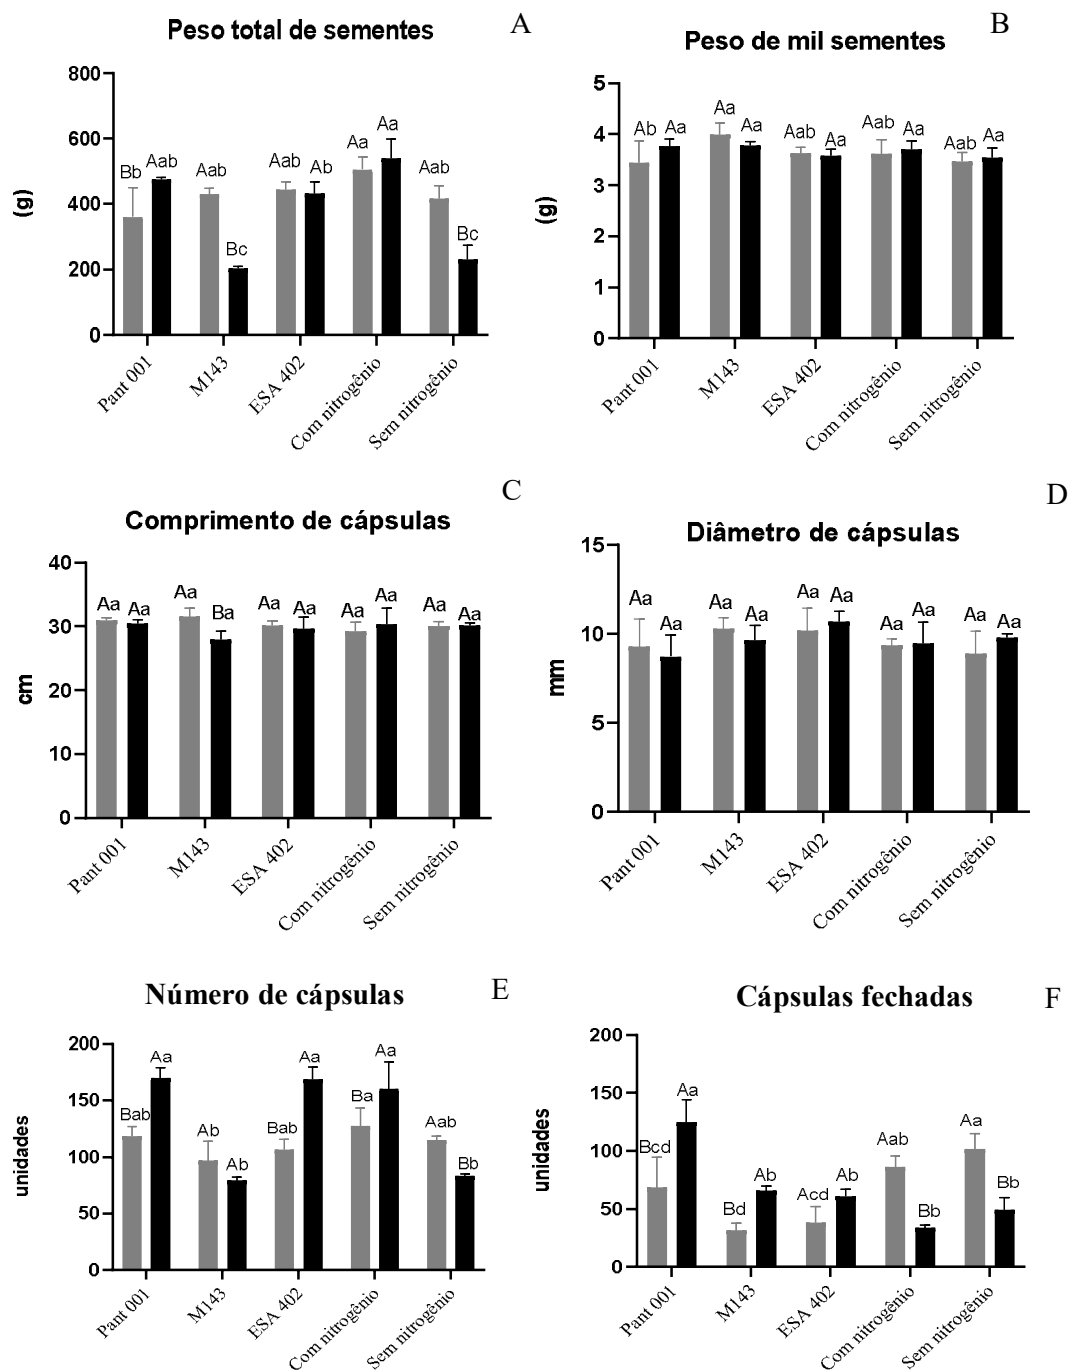 Peso total de sementes
A
800
600
400
200
0
(g)
Bb Aab Aab Bc Aab Ab Aa Aa Aab Bc
Pant 001 M143 ESA 402 Com nitrogênio Sem nitrogênio
Peso de mil sementes
B
5
4
3
2
1
0
(g)
Ab Aa Aa Aa Aab Aa Aab Aa Aab Aa
Pant 001 M143 ESA 402 Com nitrogênio Sem nitrogênio
Comprimento de cápsulas
C
40
30
20
10
0
cm
Aa Aa Aa Ba Aa Aa Aa Aa Aa Aa
Pant 001 M143 ESA 402 Com nitrogênio Sem nitrogênio
Diâmetro de cápsulas
D
15
10
5
0
mm
Aa Aa Aa Aa Aa Aa Aa Aa Aa Aa
Pant 001 M143 ESA 402 Com nitrogênio Sem nitrogênio
Número de cápsulas
E
200
150
100
50
0
unidades
Bab Aa Ab Ab Bab Aa Ba Aa Aab Bb
Pant 001 M143 ESA 402 Com nitrogênio Sem nitrogênio
Cápsulas fechadas
F
200
150
100
50
0
unidades
Bcd Aa Bd Ab Acd Ab Aab Bb Aa Bb
Pant 001 M143 ESA 402 Com nitrogênio Sem nitrogênio